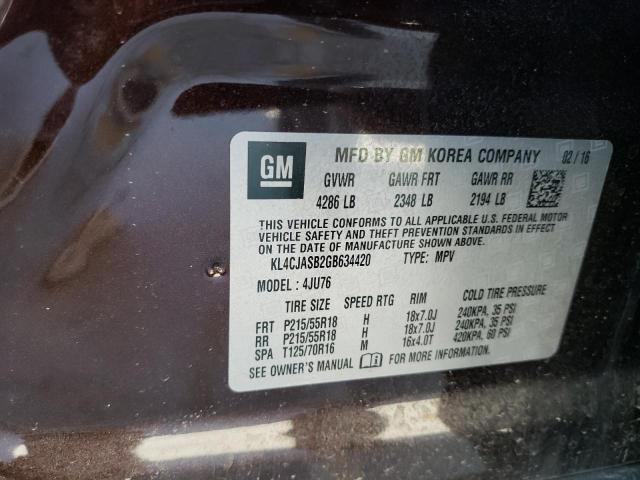 GM
MFD BY GM KOREA COMPANY 02/16
GVWR GAWR FRT GAWR RR
4286 LB 2348 LB 2194 LB
THIS VEHICLE CONFORMS TO ALL APPLICABLE U.S. FEDERAL MOTOR
VEHICLE SAFETY AND THEFT PREVENTION STANDARDS IN EFFECT
ON THE DATE OF MANUFACTURE SHOWN ABOVE.
KL4CJASB2GB634420 TYPE: MPV
MODEL : 4JU76
TIRE SIZE SPEED RTG RIM COLD TIRE PRESSURE
FRT P215/55R18 H 18x7.0J 240KPA, 35 PSI
RR P215/55R18 H 18x7.0J 240KPA, 35 PSI
SPA T125/70R16 M 16x4.0T 420KPA, 60 PSI
SEE OWNER'S MANUAL FOR MORE INFORMATION.